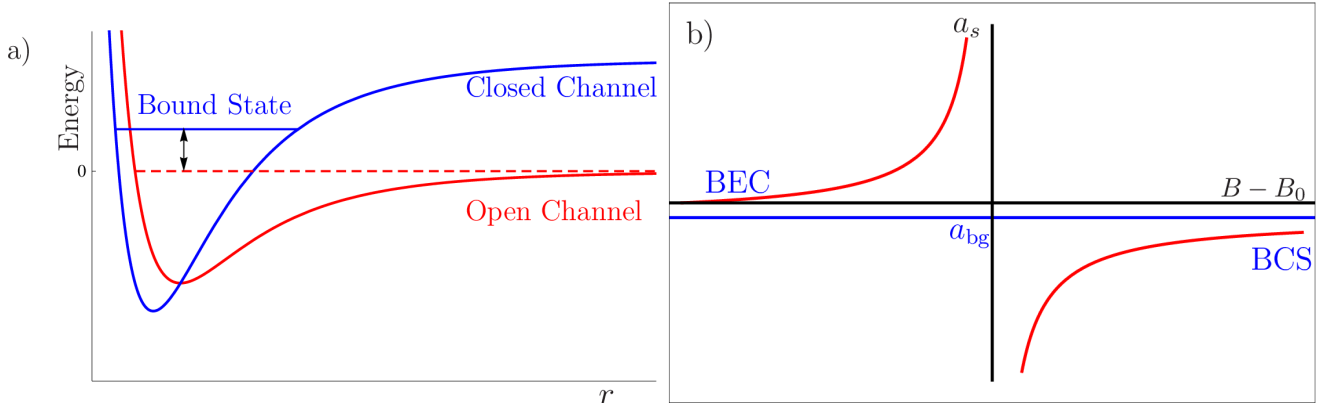 a)
Energy
0
Bound State
Closed Channel
Open Channel
r
b)
a_s
BEC
B − B_0
a_bg
BCS